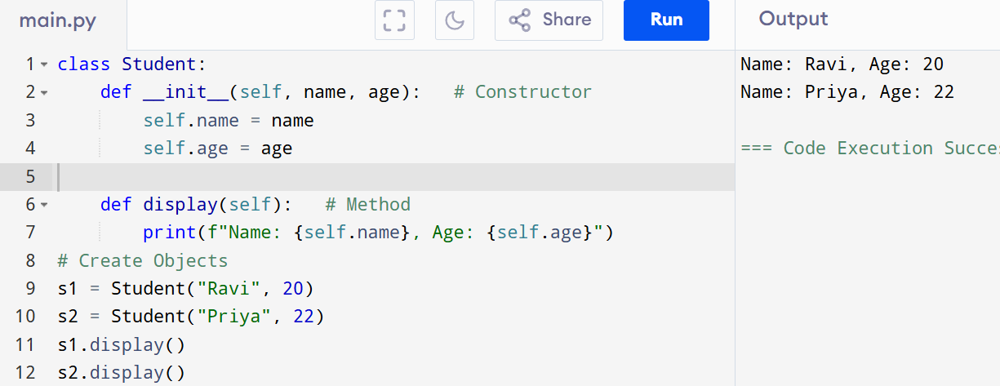 main.py
Share
Run
Output
1 class Student:
2     def __init__(self, name, age):   # Constructor
3         self.name = name
4         self.age = age
5
6     def display(self):   # Method
7         print(f"Name: {self.name}, Age: {self.age}")
8 # Create Objects
9 s1 = Student("Ravi", 20)
10 s2 = Student("Priya", 22)
11 s1.display()
12 s2.display()
Name: Ravi, Age: 20
Name: Priya, Age: 22
=== Code Execution Succes